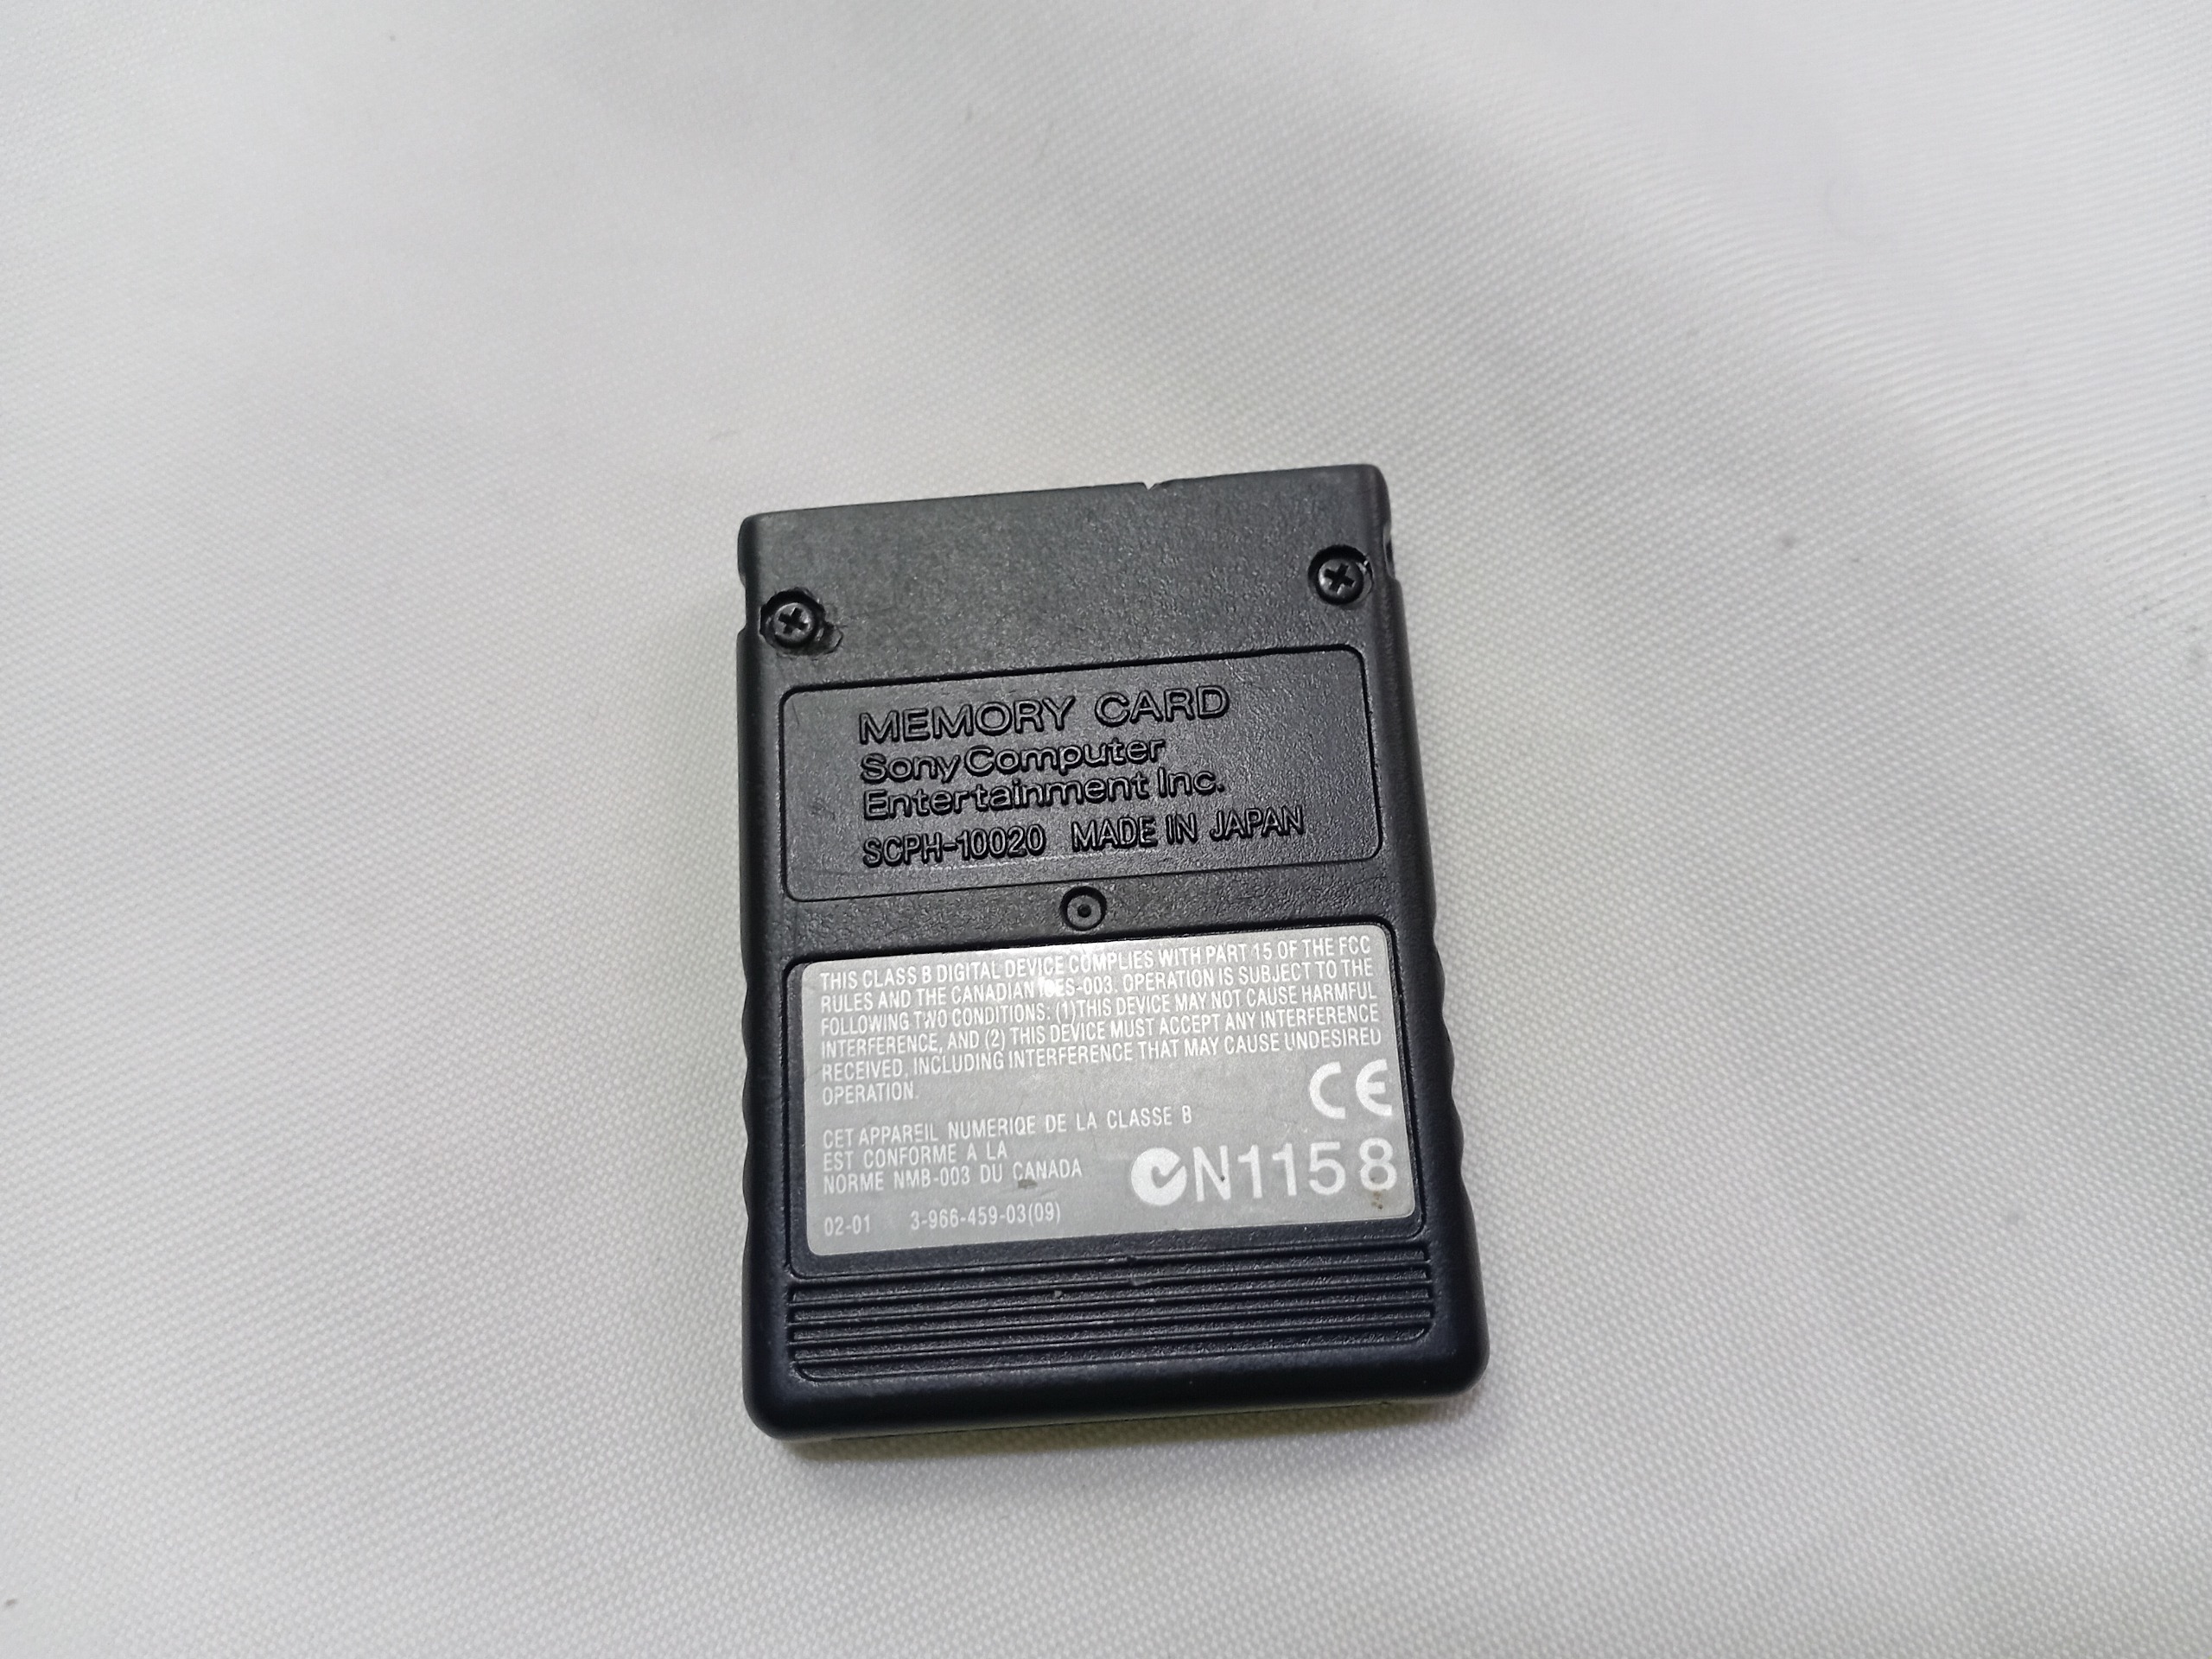 MEMORY CARD
Sony Computer
Entertainment Inc.
SCPH-10020 MADE IN JAPAN
THIS CLASS B DIGITAL DEVICE COMPLIES WITH PART 15 OF THE FCC
RULES AND THE CANADIAN ICES-003. OPERATION IS SUBJECT TO THE
FOLLOWING TWO CONDITIONS: (1)THIS DEVICE MAY NOT CAUSE HARMFUL
INTERFERENCE, AND (2) THIS DEVICE MUST ACCEPT ANY INTERFERENCE
RECEIVED, INCLUDING INTERFERENCE THAT MAY CAUSE UNDESIRED
OPERATION.
CE
CET APPAREIL NUMERIQE DE LA CLASSE B
EST CONFORME A LA
NORME NMB-003 DU CANADA
N1158
02-01 3-966-459-03(09)